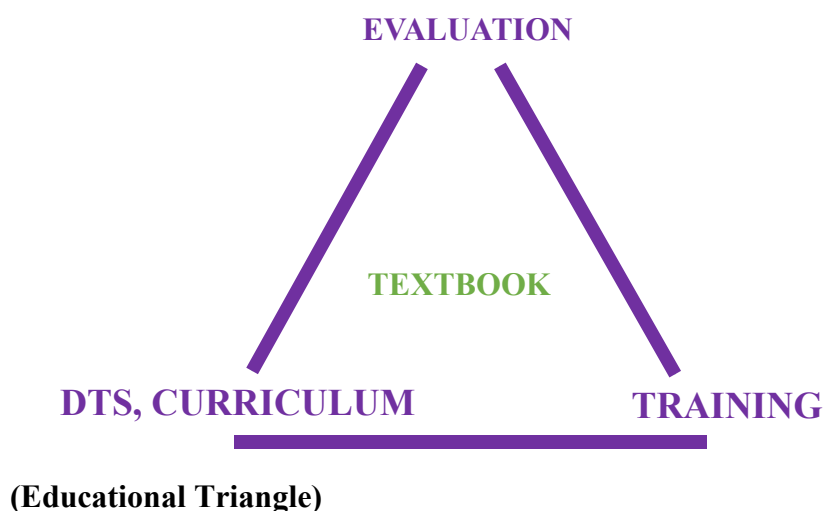 EVALUATION
TEXTBOOK
DTS, CURRICULUM
TRAINING
(Educational Triangle)